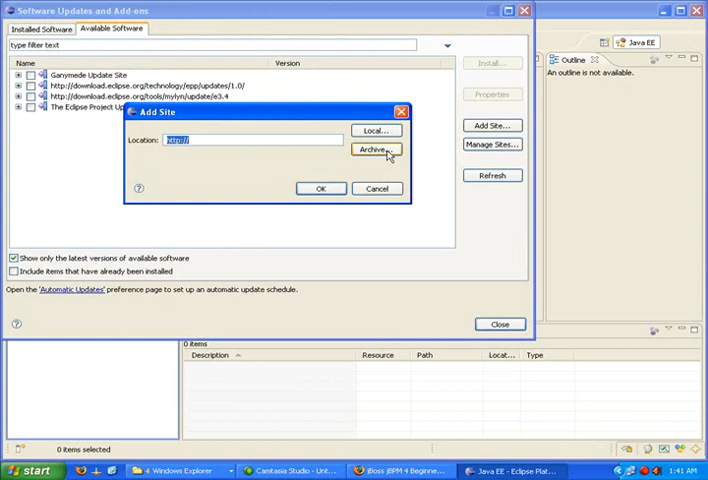 Software Updates and Add-ons
Installed Software
Available Software
type filter text
Name
Version
Install...
Ganymede Update Site
http://download.eclipse.org/technology/epp/updates/1.0/
http://download.eclipse.org/tools/mylyn/update/e3.4
The Eclipse Project Up
Properties
Add Site...
Manage Sites...
Refresh
Add Site
Location:
http://
Local...
Archive...
OK
Cancel
Show only the latest versions of available software
Include items that have already been installed
Open the 'Automatic Updates' preference page to set up an automatic update schedule.
Close
Java EE
Outline
An outline is not available.
0 items
Description
Resource
Path
Locat...
Type
0 items selected
start
4 Windows Explorer
Camtasia Studio - Unt...
jBoss jBPM 4 Beginne...
Java EE - Eclipse Plat...
1:41 AM